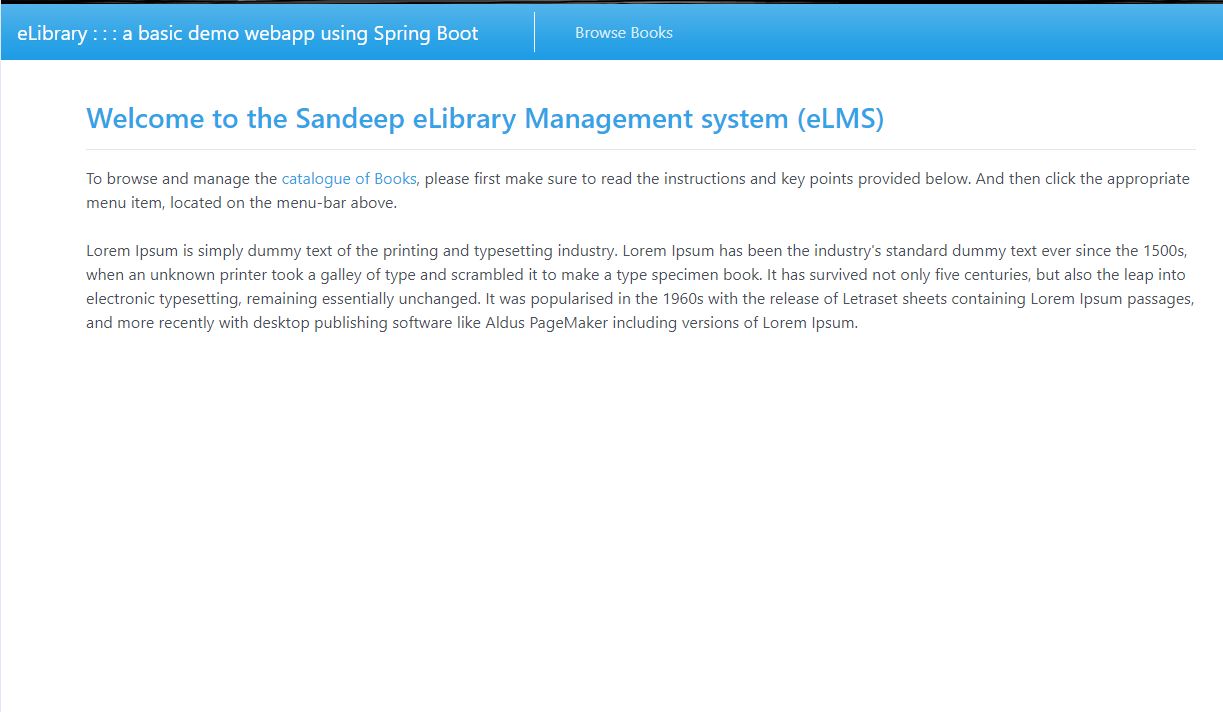 eLibrary : : : a basic demo webapp using Spring Boot
Browse Books
Welcome to the Sandeep eLibrary Management system (eLMS)
To browse and manage the catalogue of Books, please first make sure to read the instructions and key points provided below. And then click the appropriate
menu item, located on the menu-bar above.
Lorem Ipsum is simply dummy text of the printing and typesetting industry. Lorem Ipsum has been the industry's standard dummy text ever since the 1500s,
when an unknown printer took a galley of type and scrambled it to make a type specimen book. It has survived not only five centuries, but also the leap into
electronic typesetting, remaining essentially unchanged. It was popularised in the 1960s with the release of Letraset sheets containing Lorem Ipsum passages,
and more recently with desktop publishing software like Aldus PageMaker including versions of Lorem Ipsum.